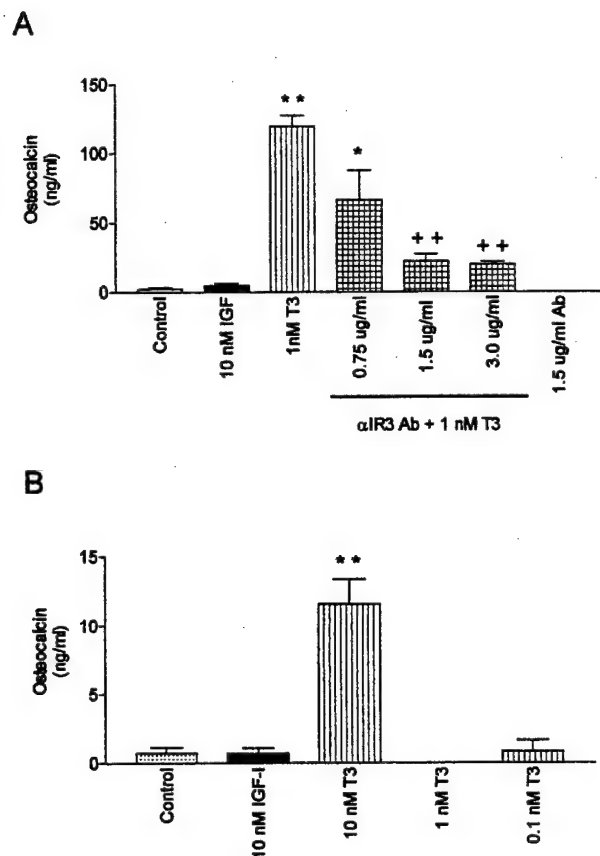 A
150
100
50
0
Osteocalcin
(ng/ml)
* *
*
+ +
+ +
Control
10 nM IGF
1nM T3
0.75 ug/ml
1.5 ug/ml
3.0 ug/ml
1.5 ug/ml Ab
αIR3 Ab + 1 nM T3
B
15
10
5
0
Osteocalcin
(ng/ml)
* *
Control
10 nM IGF-I
10 nM T3
1 nM T3
0.1 nM T3